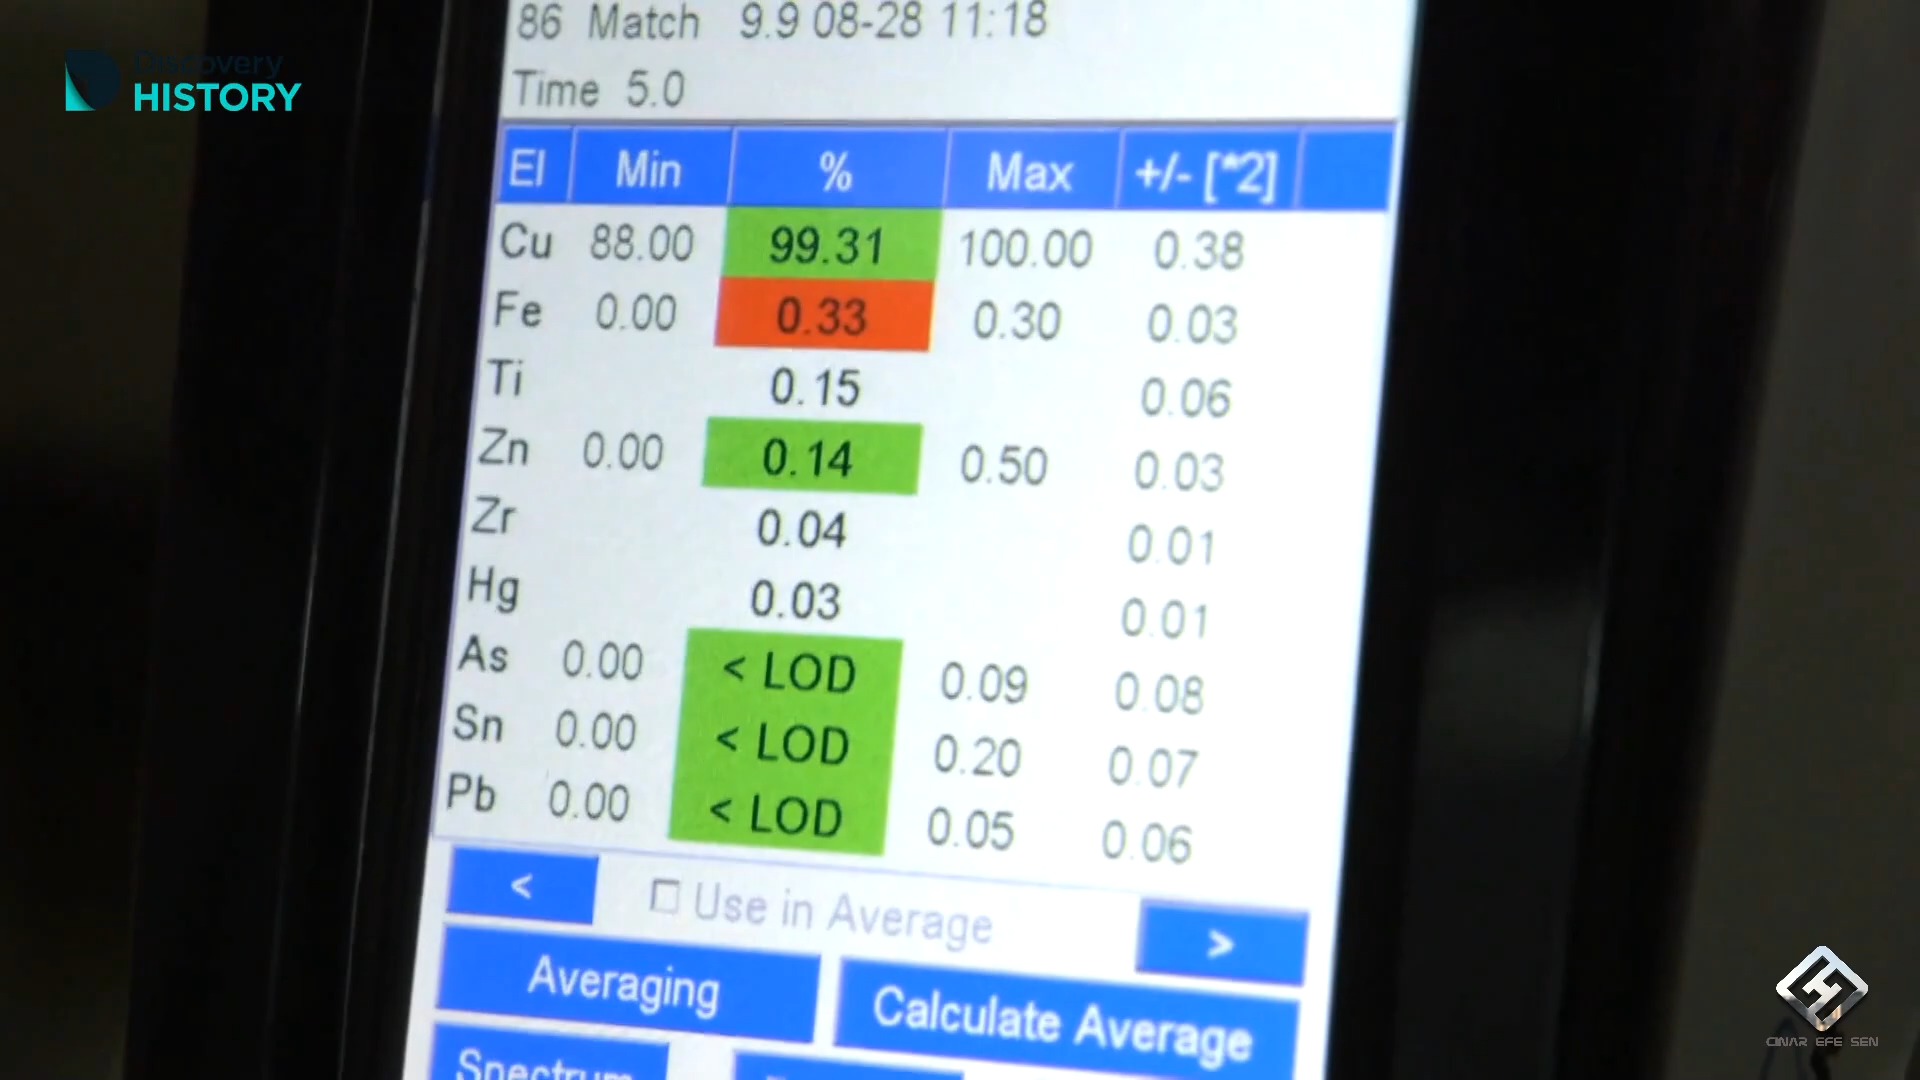 86 Match 9.9 08-28 11:18
Discovery
HISTORY
Time 5.0
El Min % Max +/- [*2]
Cu 88.00 99.31 100.00 0.38
Fe 0.00 0.33 0.30 0.03
Ti 0.15 0.06
Zn 0.00 0.14 0.50 0.03
Zr 0.04 0.01
Hg 0.03 0.01
As 0.00 < LOD 0.09 0.08
Sn 0.00 < LOD 0.20 0.07
Pb 0.00 < LOD 0.05 0.06
< Use in Average >
Averaging Calculate Average
Spectrum
CINAR EFE SEN